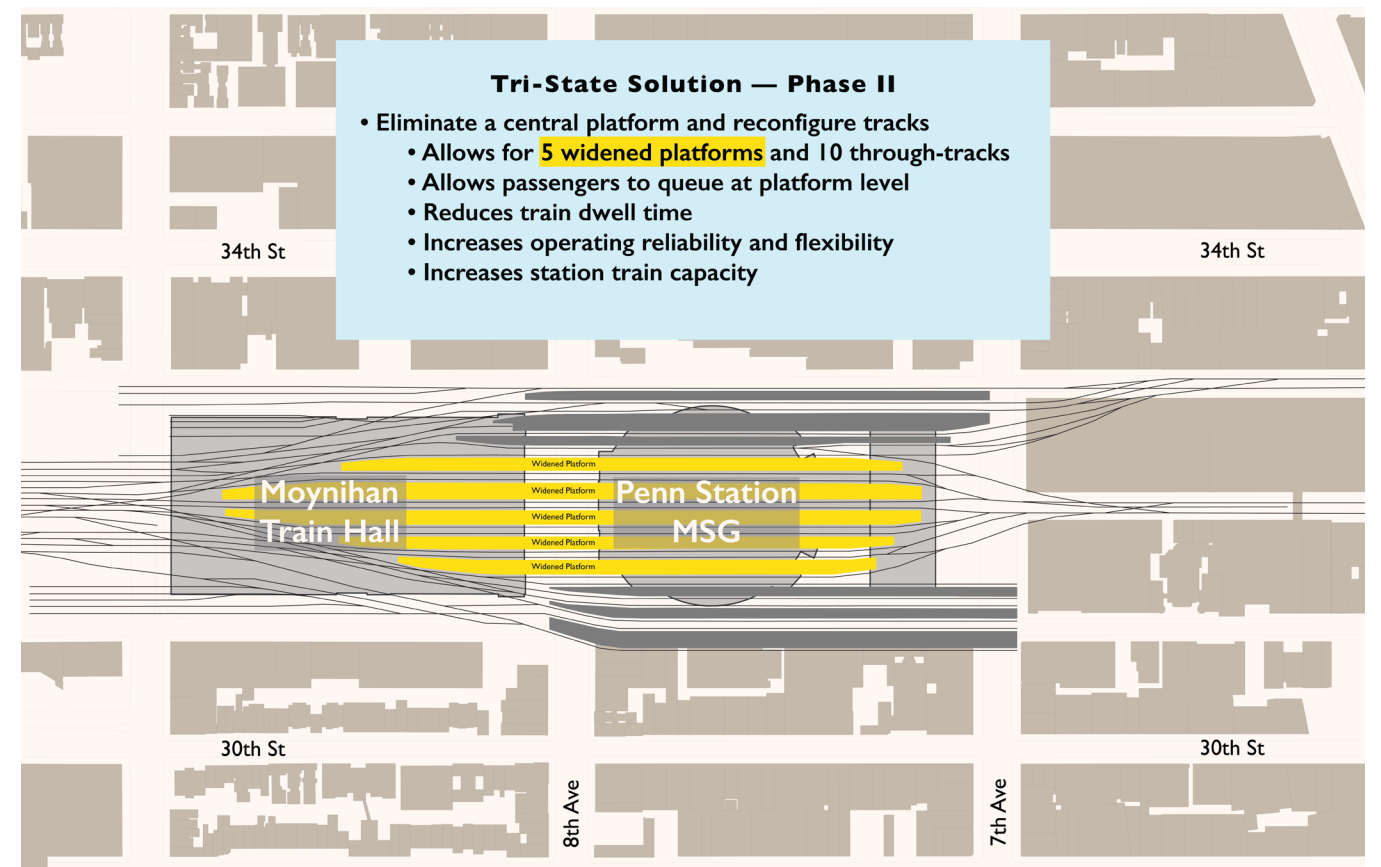 Tri-State Solution — Phase II
• Eliminate a central platform and reconfigure tracks
• Allows for 5 widened platforms and 10 through-tracks
• Allows passengers to queue at platform level
• Reduces train dwell time
• Increases operating reliability and flexibility
• Increases station train capacity
34th St
34th St
Widened Platform
Widened Platform
Widened Platform
Widened Platform
Widened Platform
Moynihan
Train Hall
Penn Station
MSG
30th St
30th St
8th Ave
7th Ave